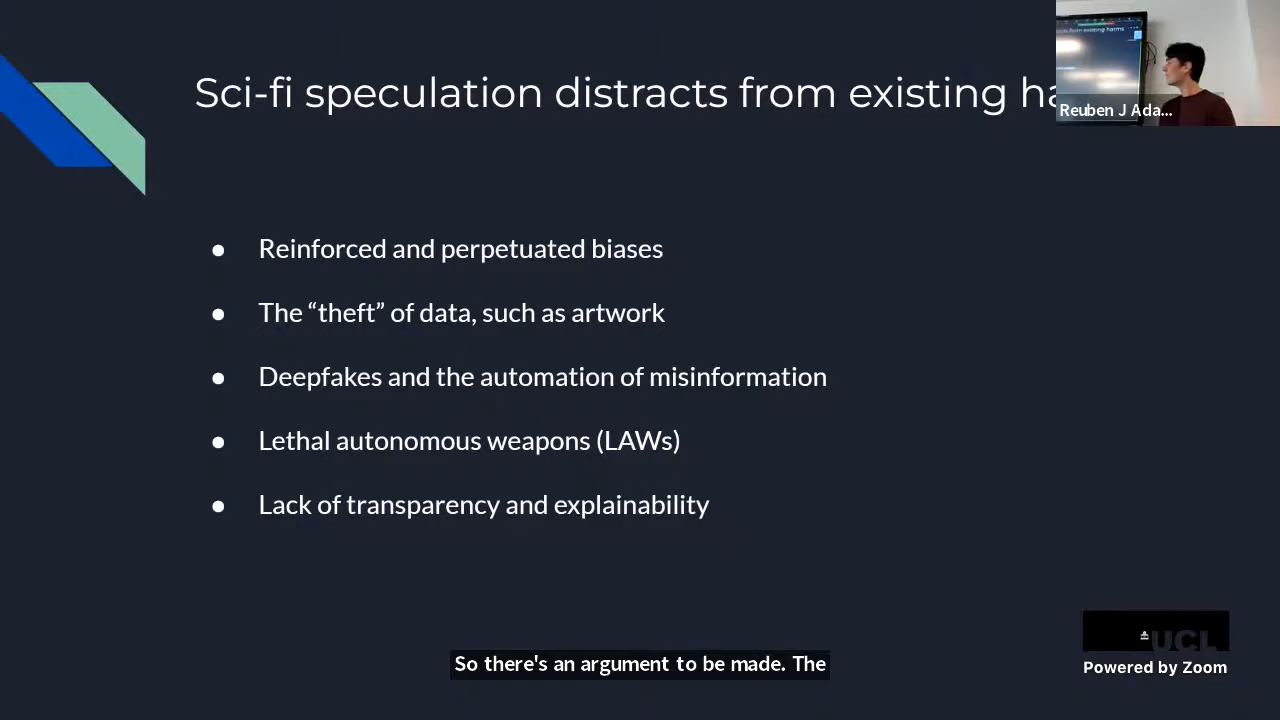 Sci-fi speculation distracts from existing ha
Reuben J Ada...
● Reinforced and perpetuated biases
● The “theft” of data, such as artwork
● Deepfakes and the automation of misinformation
● Lethal autonomous weapons (LAWs)
● Lack of transparency and explainability
UCL
So there's an argument to be made. The
Powered by Zoom